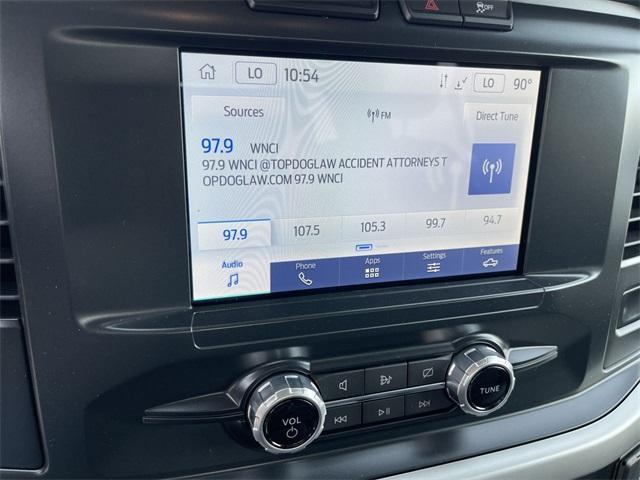 OFF
LO 10:54 LO 90°
Sources FM Direct Tune
97.9 WNCI
97.9 WNCI @TOPDOGLAW ACCIDENT ATTORNEYS T
OPDOGLAW.COM 97.9 WNCI
97.9 107.5 105.3 99.7 94.7
Audio Phone Apps Settings Features
VOL
TUNE